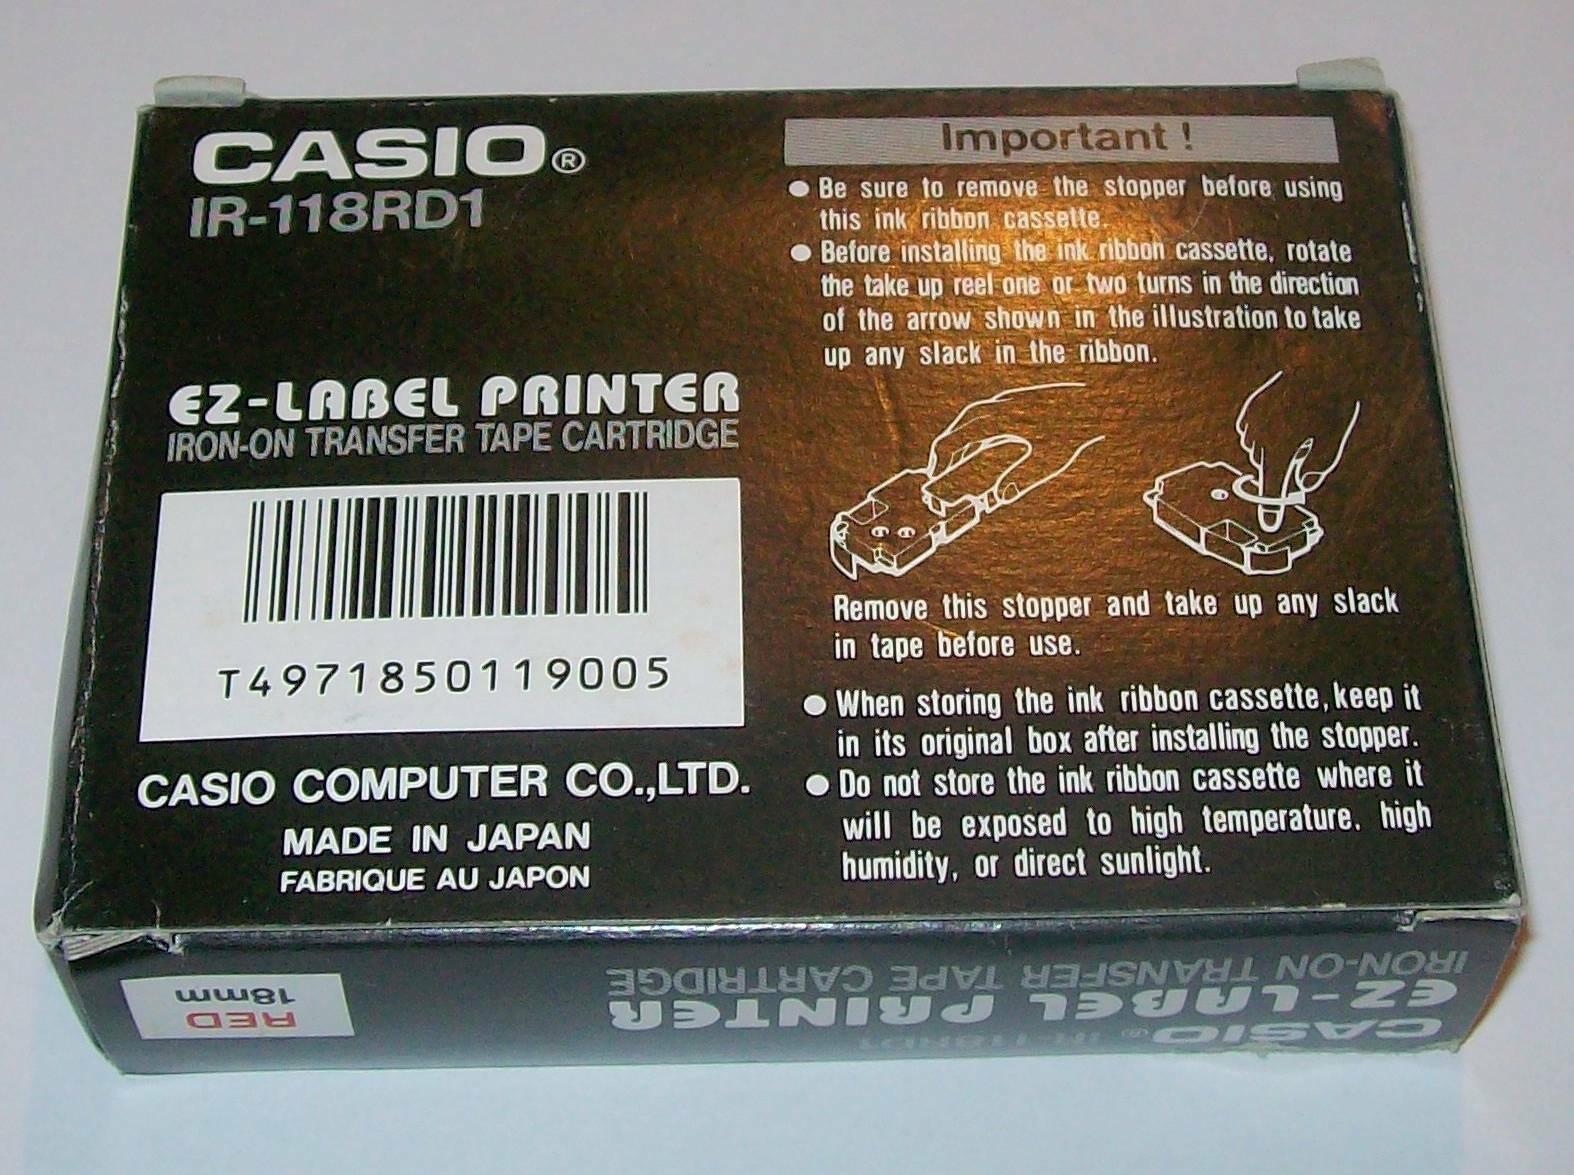 CASIO®
IR-118RD1
EZ-LABEL PRINTER
IRON-ON TRANSFER TAPE CARTRIDGE
T4971850119005
CASIO COMPUTER CO.,LTD.
MADE IN JAPAN
FABRIQUE AU JAPON
Important !
● Be sure to remove the stopper before using
this ink ribbon cassette.
● Before installing the ink ribbon cassette, rotate
the take up reel one or two turns in the direction
of the arrow shown in the illustration to take
up any slack in the ribbon.
Remove this stopper and take up any slack
in tape before use.
● When storing the ink ribbon cassette, keep it
in its original box after installing the stopper.
● Do not store the ink ribbon cassette where it
will be exposed to high temperature. high
humidity, or direct sunlight.
CASIO® IR-118RD1
EZ-LABEL PRINTER
IRON-ON TRANSFER TAPE CARTRIDGE
RED
18mm